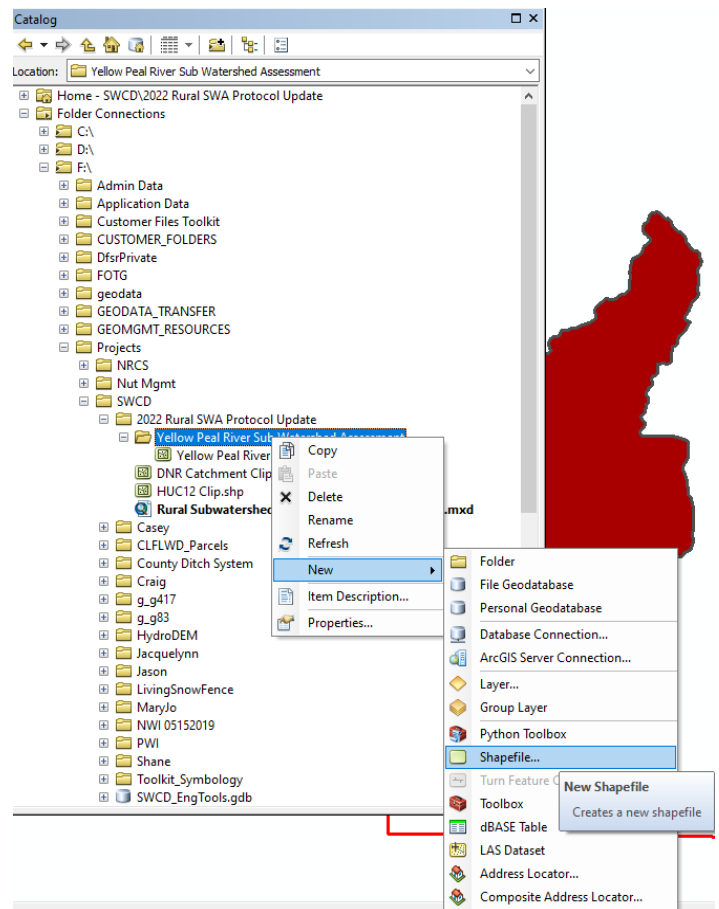 Catalog
Location: Yellow Peal River Sub Watershed Assessment
Home - SWCD\2022 Rural SWA Protocol Update
Folder Connections
C:\
D:\
F:\
Admin Data
Application Data
Customer Files Toolkit
CUSTOMER_FOLDERS
DfsrPrivate
FOTG
geodata
GEODATA_TRANSFER
GEOMGMT_RESOURCES
Projects
NRCS
Nut Mgmt
SWCD
2022 Rural SWA Protocol Update
Yellow Peal River Sub Watershed Assessment
Yellow Peal River
DNR Catchment Clip
HUC12 Clip.shp
Rural Subwatershed .mxd
Casey
CLFLWD_Parcels
County Ditch System
Craig
g_g417
g_g83
HydroDEM
Jacquelynn
Jason
LivingSnowFence
MaryJo
NWI 05152019
PWI
Shane
Toolkit_Symbology
SWCD_EngTools.gdb
Copy
Paste
Delete
Rename
Refresh
New
Item Description...
Properties...
Folder
File Geodatabase
Personal Geodatabase
Database Connection...
ArcGIS Server Connection...
Layer...
Group Layer
Python Toolbox
Shapefile...
Turn Feature
Toolbox
dBASE Table
LAS Dataset
Address Locator...
Composite Address Locator...
New Shapefile
Creates a new shapefile